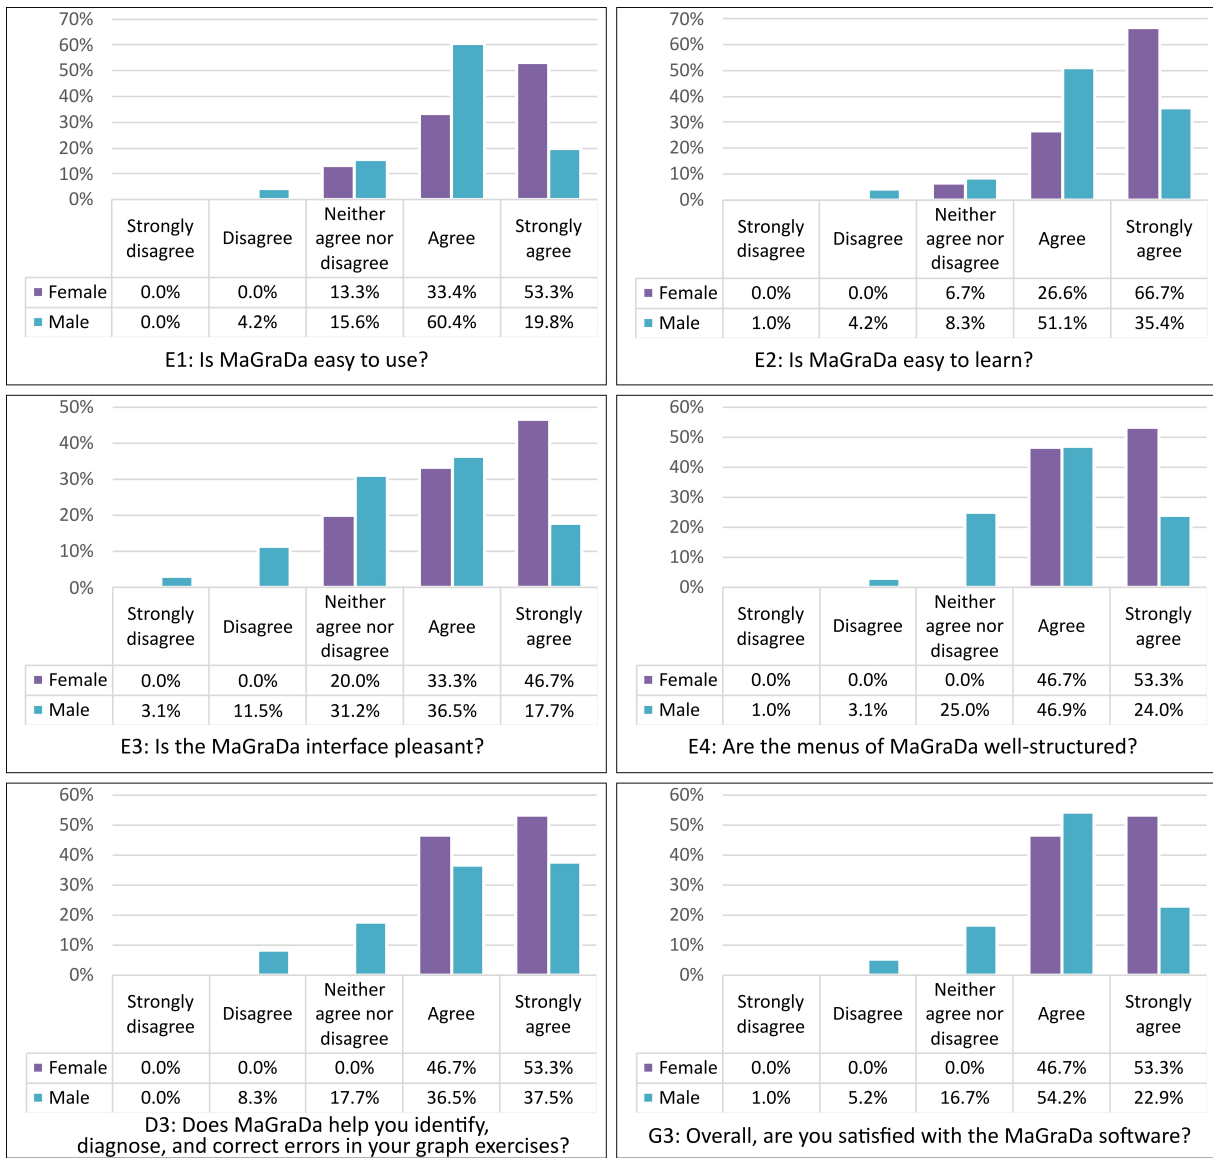 70%
60%
50%
40%
30%
20%
10%
0%
Strongly disagree
Disagree
Neither agree nor disagree
Agree
Strongly agree
Female 0.0% 0.0% 13.3% 33.4% 53.3%
Male 0.0% 4.2% 15.6% 60.4% 19.8%
E1: Is MaGraDa easy to use?
70%
60%
50%
40%
30%
20%
10%
0%
Strongly disagree
Disagree
Neither agree nor disagree
Agree
Strongly agree
Female 0.0% 0.0% 6.7% 26.6% 66.7%
Male 1.0% 4.2% 8.3% 51.1% 35.4%
E2: Is MaGraDa easy to learn?
50%
40%
30%
20%
10%
0%
Strongly disagree
Disagree
Neither agree nor disagree
Agree
Strongly agree
Female 0.0% 0.0% 20.0% 33.3% 46.7%
Male 3.1% 11.5% 31.2% 36.5% 17.7%
E3: Is the MaGraDa interface pleasant?
60%
50%
40%
30%
20%
10%
0%
Strongly disagree
Disagree
Neither agree nor disagree
Agree
Strongly agree
Female 0.0% 0.0% 0.0% 46.7% 53.3%
Male 1.0% 3.1% 25.0% 46.9% 24.0%
E4: Are the menus of MaGraDa well-structured?
60%
50%
40%
30%
20%
10%
0%
Strongly disagree
Disagree
Neither agree nor disagree
Agree
Strongly agree
Female 0.0% 0.0% 0.0% 46.7% 53.3%
Male 0.0% 8.3% 17.7% 36.5% 37.5%
D3: Does MaGraDa help you identify,
diagnose, and correct errors in your graph exercises?
60%
50%
40%
30%
20%
10%
0%
Strongly disagree
Disagree
Neither agree nor disagree
Agree
Strongly agree
Female 0.0% 0.0% 0.0% 46.7% 53.3%
Male 1.0% 5.2% 16.7% 54.2% 22.9%
G3: Overall, are you satisfied with the MaGraDa software?